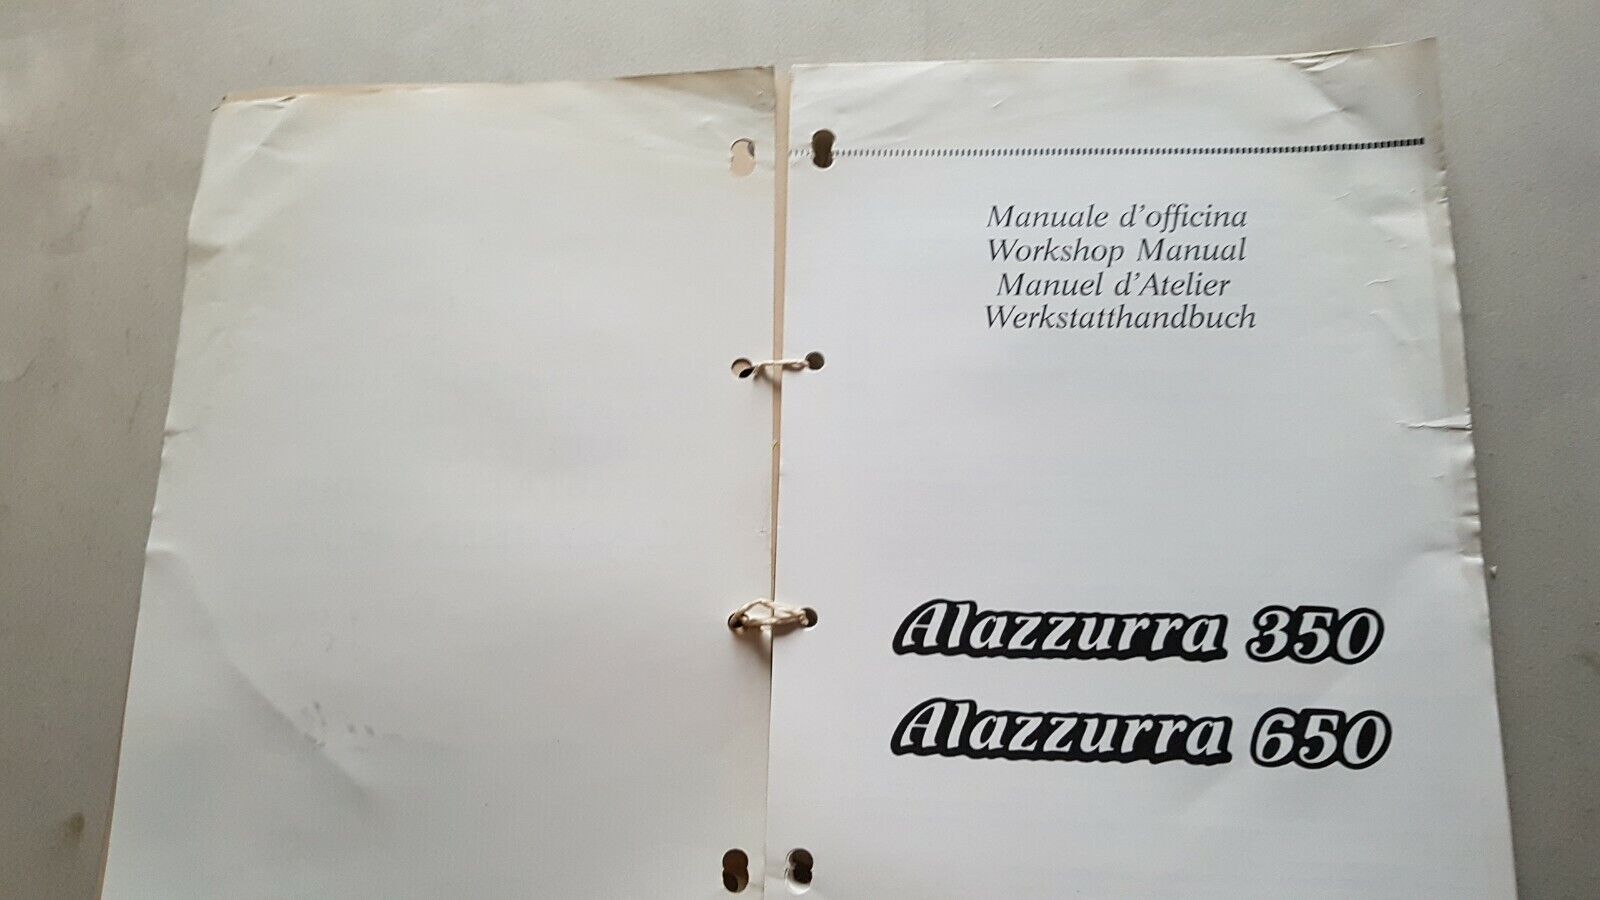 Manuale d'officina
Workshop Manual
Manuel d'Atelier
Werkstatthandbuch
Alazzurra 350
Alazzurra 650